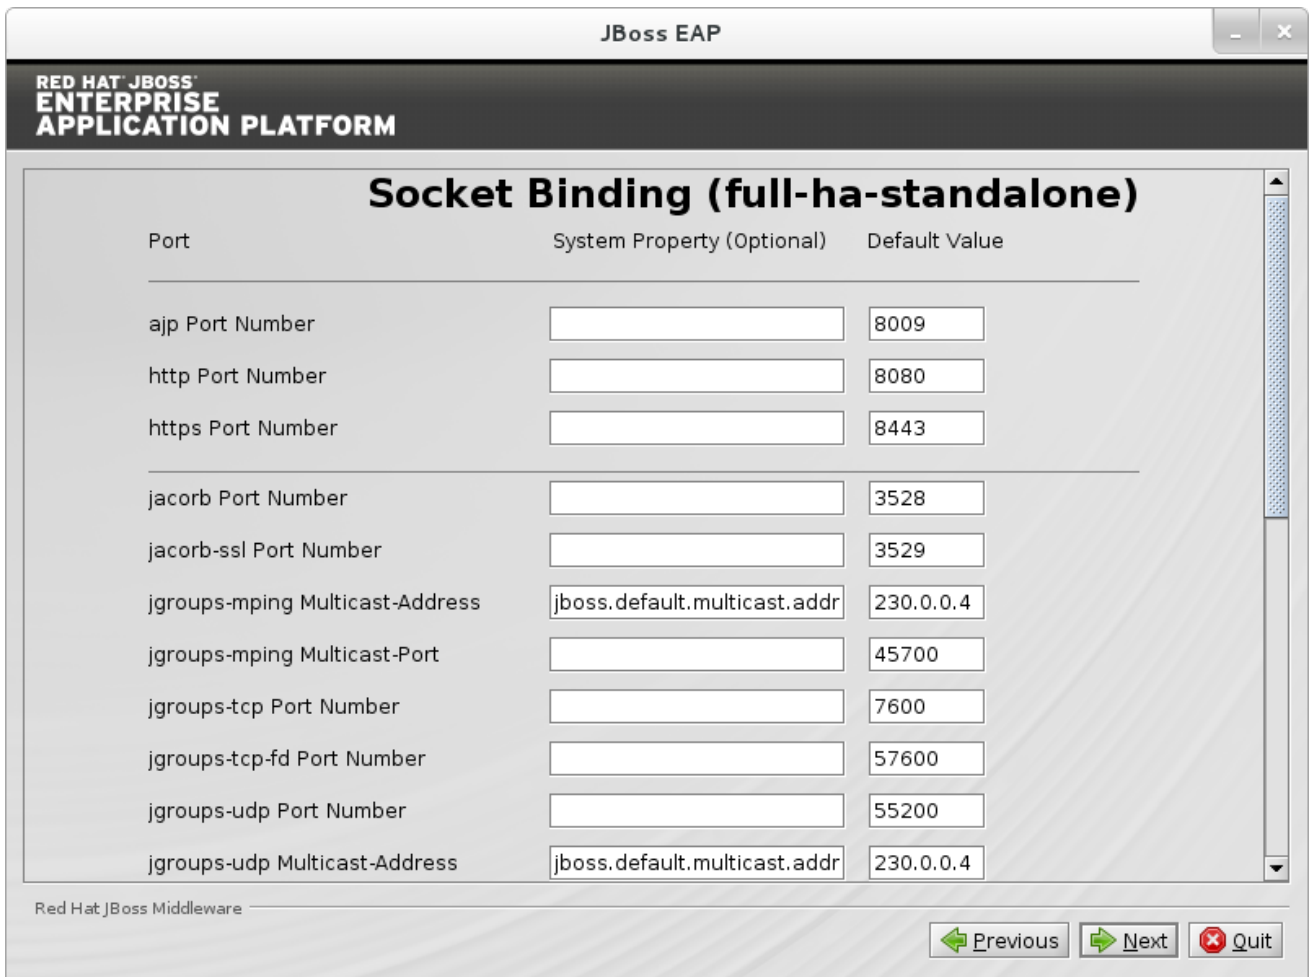 JBoss EAP
RED HAT JBOSS
ENTERPRISE
APPLICATION PLATFORM
Socket Binding (full-ha-standalone)
Port System Property (Optional) Default Value
ajp Port Number 8009
http Port Number 8080
https Port Number 8443
jacorb Port Number 3528
jacorb-ssl Port Number 3529
jgroups-mping Multicast-Address jboss.default.multicast.addr 230.0.0.4
jgroups-mping Multicast-Port 45700
jgroups-tcp Port Number 7600
jgroups-tcp-fd Port Number 57600
jgroups-udp Port Number 55200
jgroups-udp Multicast-Address jboss.default.multicast.addr 230.0.0.4
Red Hat JBoss Middleware
Previous Next Quit